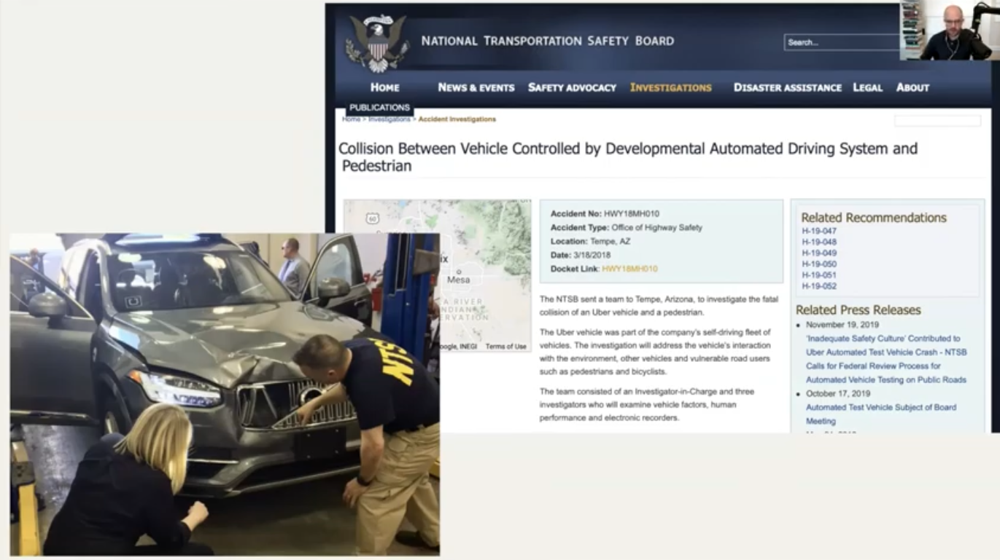 NATIONAL TRANSPORTATION SAFETY BOARD
Search...
HOME NEWS & EVENTS SAFETY ADVOCACY INVESTIGATIONS DISASTER ASSISTANCE LEGAL ABOUT
PUBLICATIONS
Home > Investigations > Accident Investigations
Collision Between Vehicle Controlled by Developmental Automated Driving System and
Pedestrian
60
ix
Mesa
A RIVER
INDIAN
ERVATION
oogle, INEGI Terms of Use
Accident No: HWY18MH010
Accident Type: Office of Highway Safety
Location: Tempe, AZ
Date: 3/18/2018
Docket Link: HWY18MH010
The NTSB sent a team to Tempe, Arizona, to investigate the fatal
collision of an Uber vehicle and a pedestrian.
The Uber vehicle was part of the company's self-driving fleet of
vehicles. The investigation will address the vehicle's interaction
with the environment, other vehicles and vulnerable road users
such as pedestrians and bicyclists.
The team consisted of an Investigator-in-Charge and three
investigators who will examine vehicle factors, human
performance and electronic recorders.
Related Recommendations
H-19-047
H-19-048
H-19-049
H-19-050
H-19-051
H-19-052
Related Press Releases
November 19, 2019
'Inadequate Safety Culture' Contributed to
Uber Automated Test Vehicle Crash - NTSB
Calls for Federal Review Process for
Automated Vehicle Testing on Public Roads
October 17, 2019
Automated Test Vehicle Subject of Board
Meeting
NTS